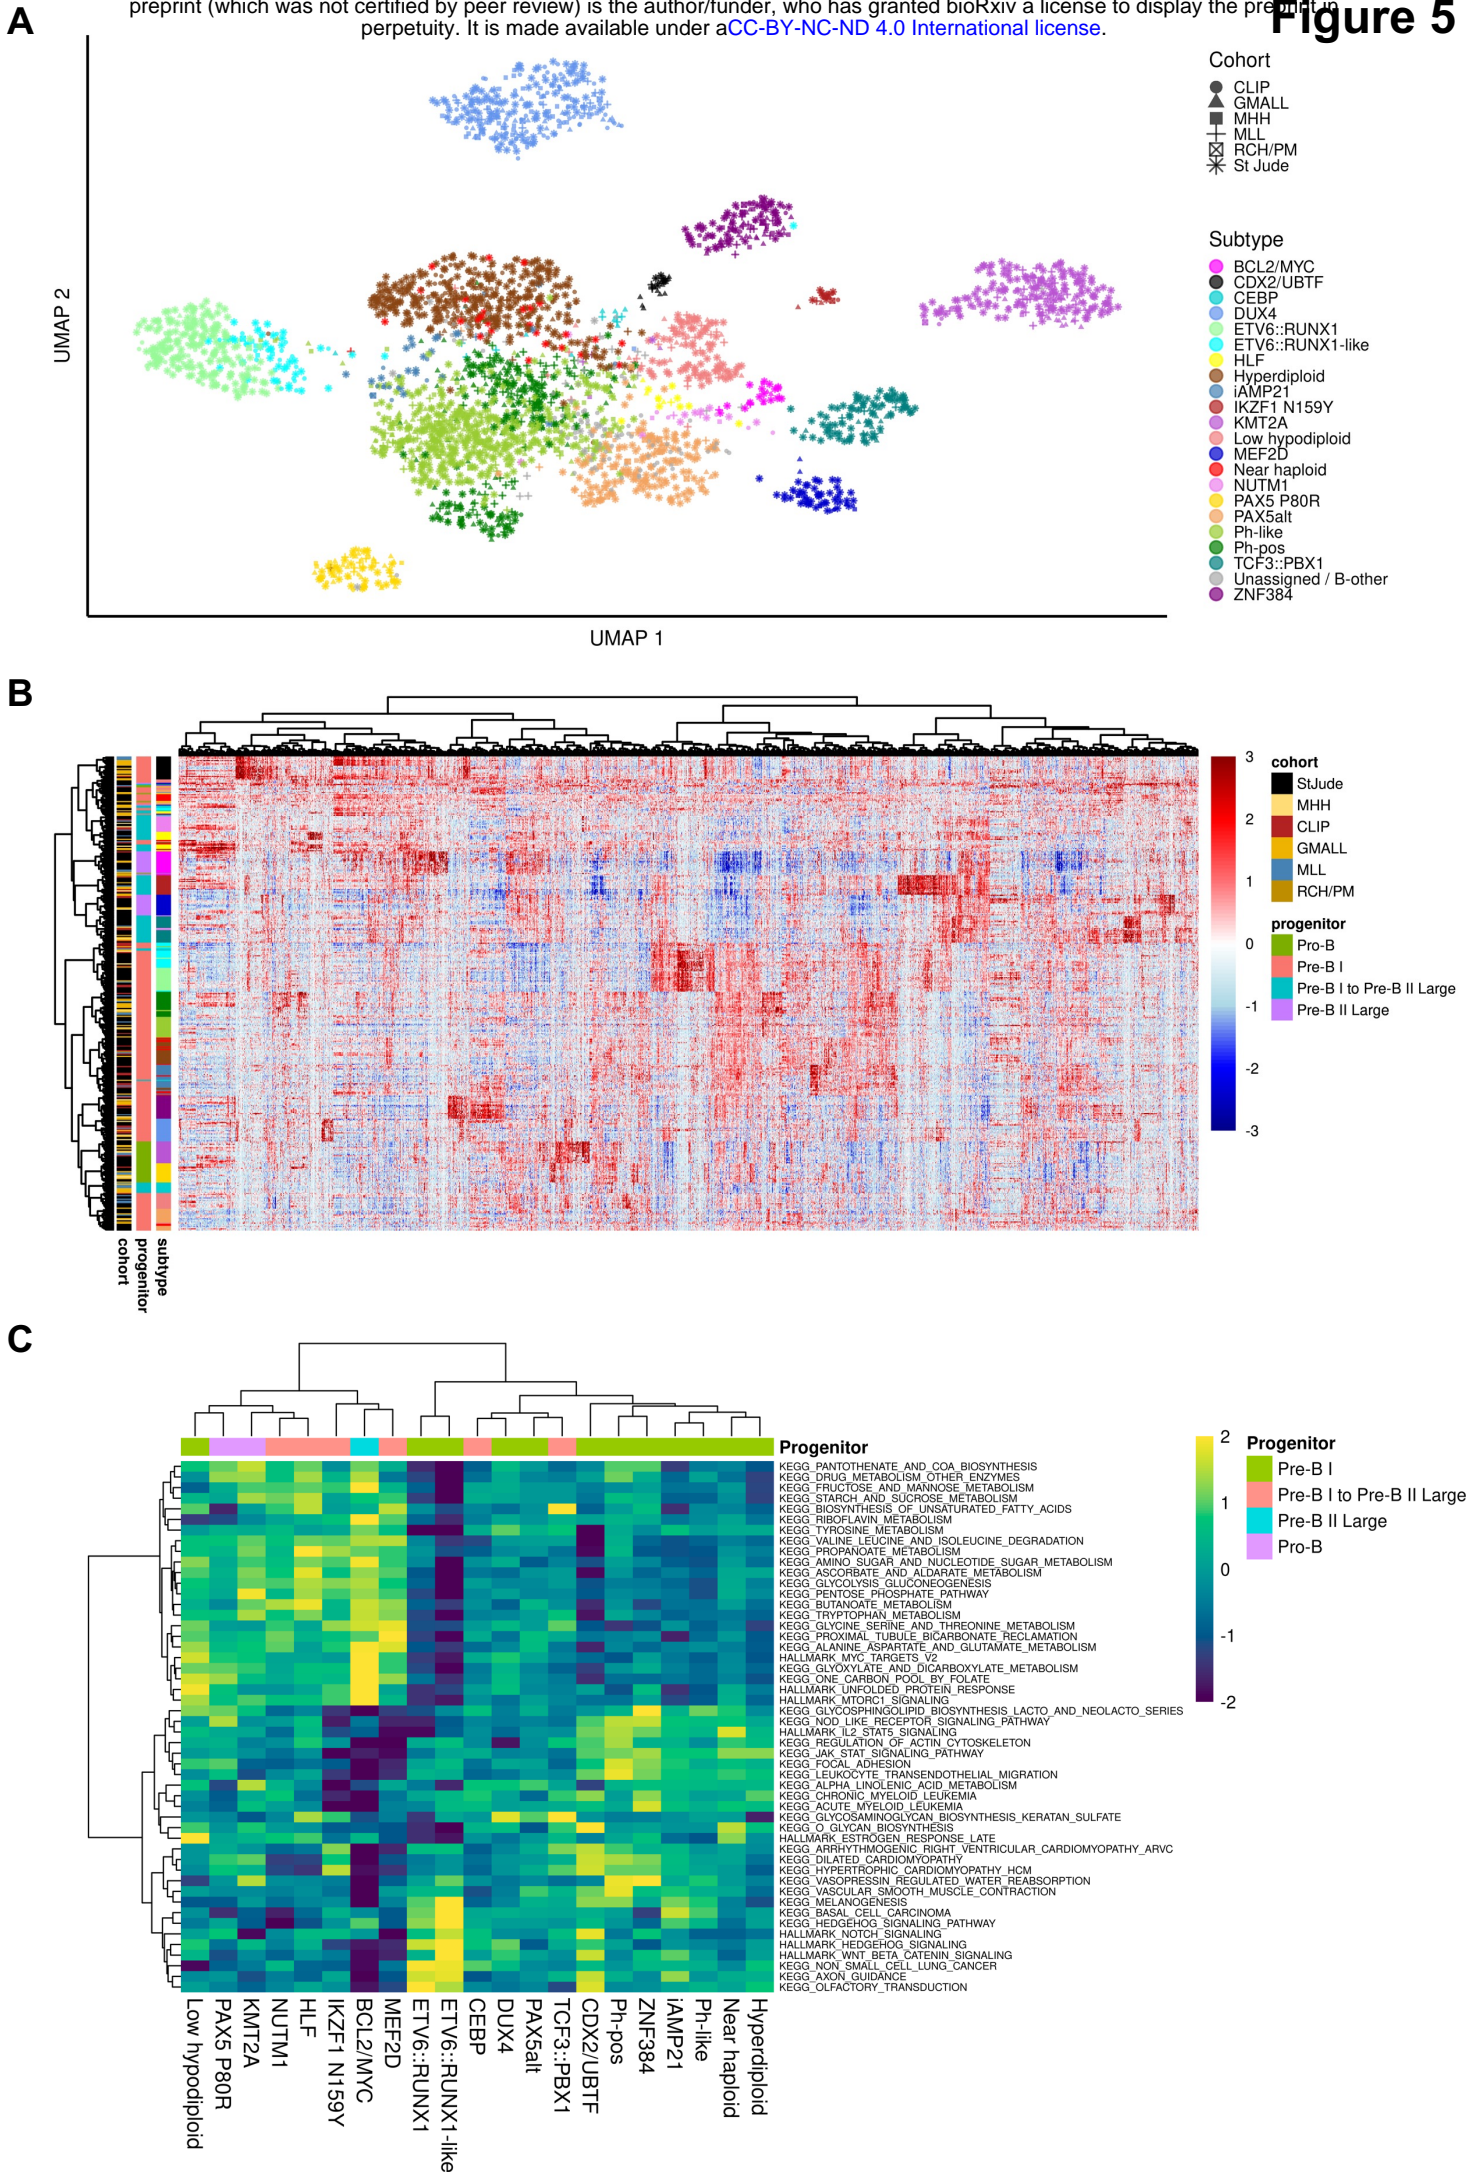 preprint (which was not certified by peer review) is the author/funder, who has granted bioRxiv a license to display the preprint in
perpetuity. It is made available under aCC-BY-NC-ND 4.0 International license.
Figure 5
A
UMAP 2
UMAP 1
Cohort
CLIP
GMALL
MHH
MLL
RCH/PM
St Jude
Subtype
BCL2/MYC
CDX2/UBTF
CEBP
DUX4
ETV6::RUNX1
ETV6::RUNX1-like
HLF
Hyperdiploid
iAMP21
IKZF1 N159Y
KMT2A
Low hypodiploid
MEF2D
Near haploid
NUTM1
PAX5 P80R
PAX5alt
Ph-like
Ph-pos
TCF3::PBX1
Unassigned / B-other
ZNF384
B
3
2
1
0
-1
-2
-3
cohort
StJude
MHH
CLIP
GMALL
MLL
RCH/PM
progenitor
Pro-B
Pre-B I
Pre-B I to Pre-B II Large
Pre-B II Large
cohort
progenitor
subtype
C
Progenitor
KEGG_PANTOTHENATE_AND_COA_BIOSYNTHESIS
KEGG_DRUG_METABOLISM_OTHER_ENZYMES
KEGG_FRUCTOSE_AND_MANNOSE_METABOLISM
KEGG_STARCH_AND_SUCROSE_METABOLISM
KEGG_BIOSYNTHESIS_OF_UNSATURATED_FATTY_ACIDS
KEGG_RIBOFLAVIN_METABOLISM
KEGG_TYROSINE_METABOLISM
KEGG_VALINE_LEUCINE_AND_ISOLEUCINE_DEGRADATION
KEGG_PROPANOATE_METABOLISM
KEGG_AMINO_SUGAR_AND_NUCLEOTIDE_SUGAR_METABOLISM
KEGG_ASCORBATE_AND_ALDARATE_METABOLISM
KEGG_GLYCOLYSIS_GLUCONEOGENESIS
KEGG_PENTOSE_PHOSPHATE_PATHWAY
KEGG_BUTANOATE_METABOLISM
KEGG_TRYPTOPHAN_METABOLISM
KEGG_GLYCINE_SERINE_AND_THREONINE_METABOLISM
KEGG_PROXIMAL_TUBULE_BICARBONATE_RECLAMATION
KEGG_ALANINE_ASPARTATE_AND_GLUTAMATE_METABOLISM
HALLMARK_MYC_TARGETS_V2
KEGG_GLYOXYLATE_AND_DICARBOXYLATE_METABOLISM
KEGG_ONE_CARBON_POOL_BY_FOLATE
HALLMARK_UNFOLDED_PROTEIN_RESPONSE
HALLMARK_MTORC1_SIGNALING
KEGG_GLYCOSPHINGOLIPID_BIOSYNTHESIS_LACTO_AND_NEOLACTO_SERIES
KEGG_NOD_LIKE_RECEPTOR_SIGNALING_PATHWAY
HALLMARK_IL2_STAT5_SIGNALING
KEGG_REGULATION_OF_ACTIN_CYTOSKELETON
KEGG_JAK_STAT_SIGNALING_PATHWAY
KEGG_FOCAL_ADHESION
KEGG_LEUKOCYTE_TRANSENDOTHELIAL_MIGRATION
KEGG_ALPHA_LINOLENIC_ACID_METABOLISM
KEGG_CHRONIC_MYELOID_LEUKEMIA
KEGG_ACUTE_MYELOID_LEUKEMIA
KEGG_GLYCOSAMINOGLYCAN_BIOSYNTHESIS_KERATAN_SULFATE
KEGG_O_GLYCAN_BIOSYNTHESIS
HALLMARK_ESTROGEN_RESPONSE_LATE
KEGG_ARRHYTHMOGENIC_RIGHT_VENTRICULAR_CARDIOMYOPATHY_ARVC
KEGG_DILATED_CARDIOMYOPATHY
KEGG_HYPERTROPHIC_CARDIOMYOPATHY_HCM
KEGG_VASOPRESSIN_REGULATED_WATER_REABSORPTION
KEGG_VASCULAR_SMOOTH_MUSCLE_CONTRACTION
KEGG_MELANOGENESIS
KEGG_BASAL_CELL_CARCINOMA
KEGG_HEDGEHOG_SIGNALING_PATHWAY
HALLMARK_NOTCH_SIGNALING
HALLMARK_HEDGEHOG_SIGNALING
HALLMARK_WNT_BETA_CATENIN_SIGNALING
KEGG_NON_SMALL_CELL_LUNG_CANCER
KEGG_AXON_GUIDANCE
KEGG_OLFACTORY_TRANSDUCTION
2
1
0
-1
-2
Progenitor
Pre-B I
Pre-B I to Pre-B II Large
Pre-B II Large
Pro-B
Low hypodiploid
PAX5 P80R
KMT2A
NUTM1
HLF
IKZF1 N159Y
BCL2/MYC
MEF2D
ETV6::RUNX1
ETV6::RUNX1-like
CEBP
DUX4
PAX5alt
TCF3::PBX1
CDX2/UBTF
Ph-pos
ZNF384
iAMP21
Ph-like
Near haploid
Hyperdiploid